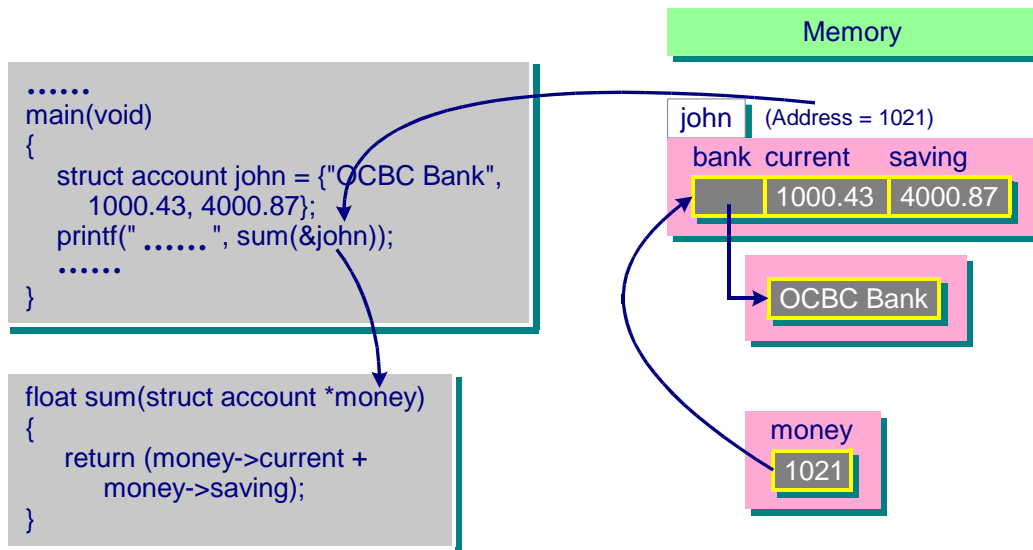 ......
main(void)
{
struct account john = {"OCBC Bank",
1000.43, 4000.87};
printf(" ...... ", sum(&john));
......
}
float sum(struct account *money)
{
return (money->current +
money->saving);
}
Memory
john (Address = 1021)
bank current saving
1000.43 4000.87
OCBC Bank
money
1021